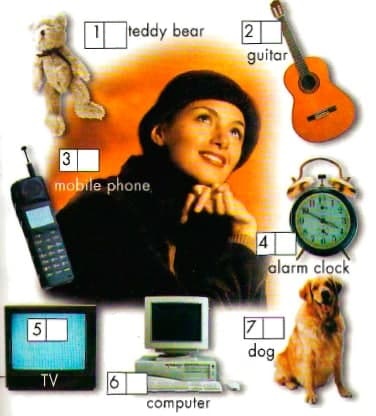 1 teddy bear
2
guitar
3
mobile phone
4
alarm clock
5
TV
6
computer
7
dog